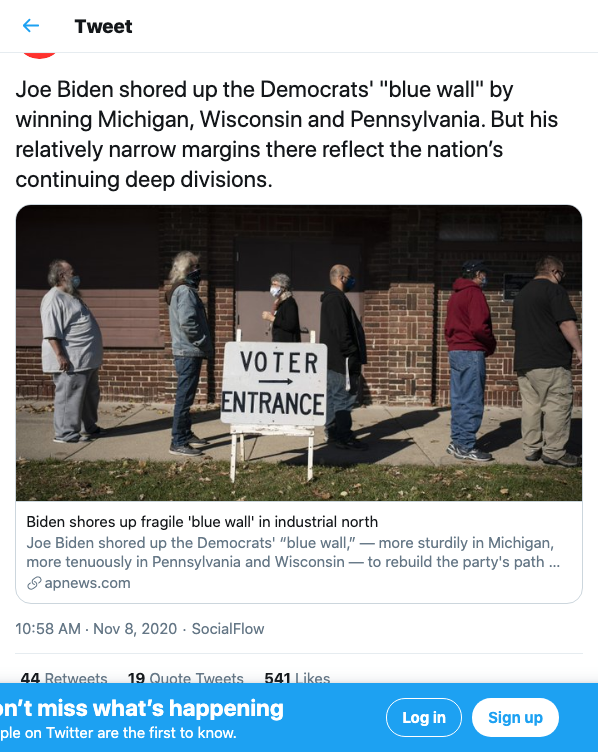 Tweet
Joe Biden shored up the Democrats' "blue wall" by
winning Michigan, Wisconsin and Pennsylvania. But his
relatively narrow margins there reflect the nation’s
continuing deep divisions.
VOTER
ENTRANCE
Biden shores up fragile 'blue wall' in industrial north
Joe Biden shored up the Democrats' “blue wall,” — more sturdily in Michigan,
more tenuously in Pennsylvania and Wisconsin — to rebuild the party's path ...
apnews.com
10:58 AM · Nov 8, 2020 · SocialFlow
44 Retweets 19 Quote Tweets 541 Likes
on’t miss what’s happening
ple on Twitter are the first to know.
Log in
Sign up